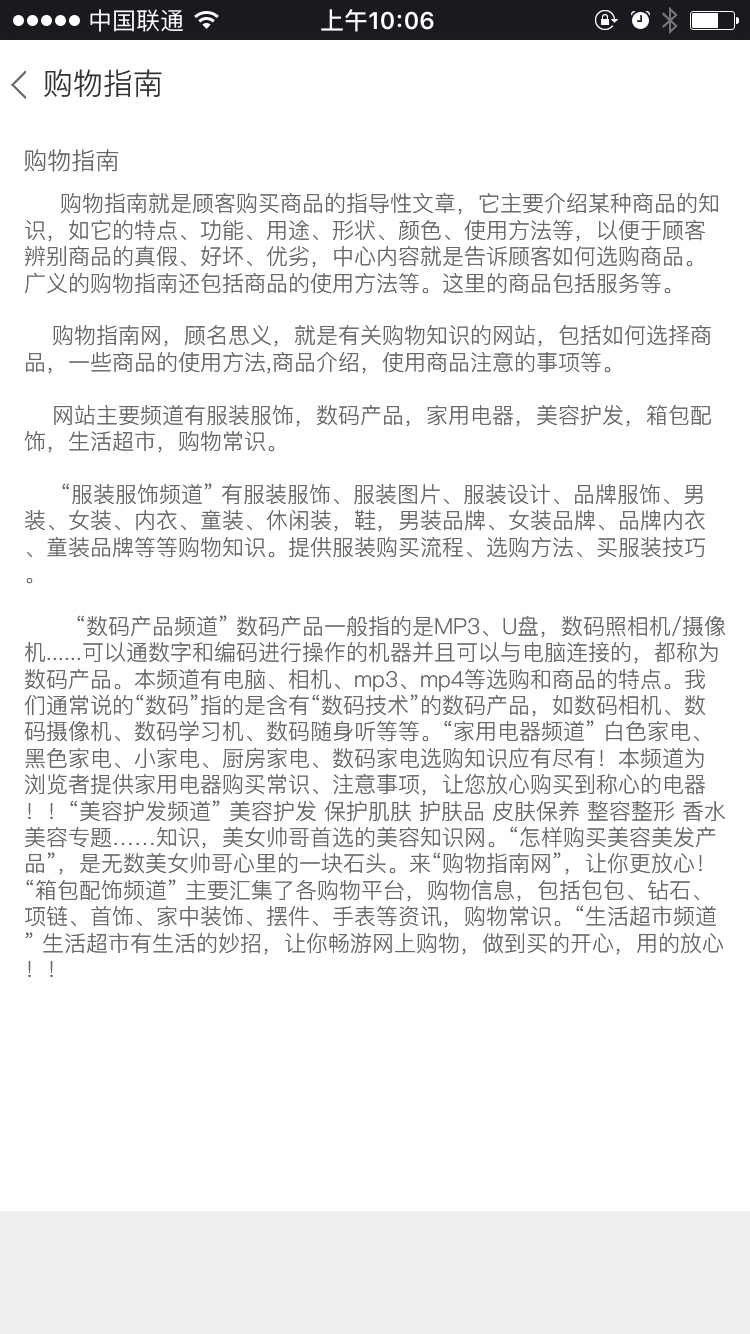 中国联通 上午10:06
购物指南
购物指南
购物指南就是顾客购买商品的指导性文章，它主要介绍某种商品的知
识，如它的特点、功能、用途、形状、颜色、使用方法等，以便于顾客
辨别商品的真假、好坏、优劣，中心内容就是告诉顾客如何选购商品。
广义的购物指南还包括商品的使用方法等。这里的商品包括服务等。
购物指南网，顾名思义，就是有关购物知识的网站，包括如何选择商
品，一些商品的使用方法,商品介绍，使用商品注意的事项等。
网站主要频道有服装服饰，数码产品，家用电器，美容护发，箱包配
饰，生活超市，购物常识。
“服装服饰频道” 有服装服饰、服装图片、服装设计、品牌服饰、男
装、女装、内衣、童装、休闲装，鞋，男装品牌、女装品牌、品牌内衣
、童装品牌等等购物知识。提供服装购买流程、选购方法、买服装技巧
。
“数码产品频道” 数码产品一般指的是MP3、U盘，数码照相机/摄像
机......可以通数字和编码进行操作的机器并且可以与电脑连接的，都称为
数码产品。本频道有电脑、相机、mp3、mp4等选购和商品的特点。我
们通常说的“数码”指的是含有“数码技术”的数码产品，如数码相机、数
码摄像机、数码学习机、数码随身听等等。“家用电器频道” 白色家电、
黑色家电、小家电、厨房家电、数码家电选购知识应有尽有！本频道为
浏览者提供家用电器购买常识、注意事项，让您放心购买到称心的电器
！！“美容护发频道” 美容护发 保护肌肤 护肤品 皮肤保养 整容整形 香水
美容专题……知识，美女帅哥首选的美容知识网。“怎样购买美容美发产
品”，是无数美女帅哥心里的一块石头。来“购物指南网”，让你更放心！
“箱包配饰频道” 主要汇集了各购物平台，购物信息，包括包包、钻石、
项链、首饰、家中装饰、摆件、手表等资讯，购物常识。“生活超市频道
” 生活超市有生活的妙招，让你畅游网上购物，做到买的开心，用的放心
！！